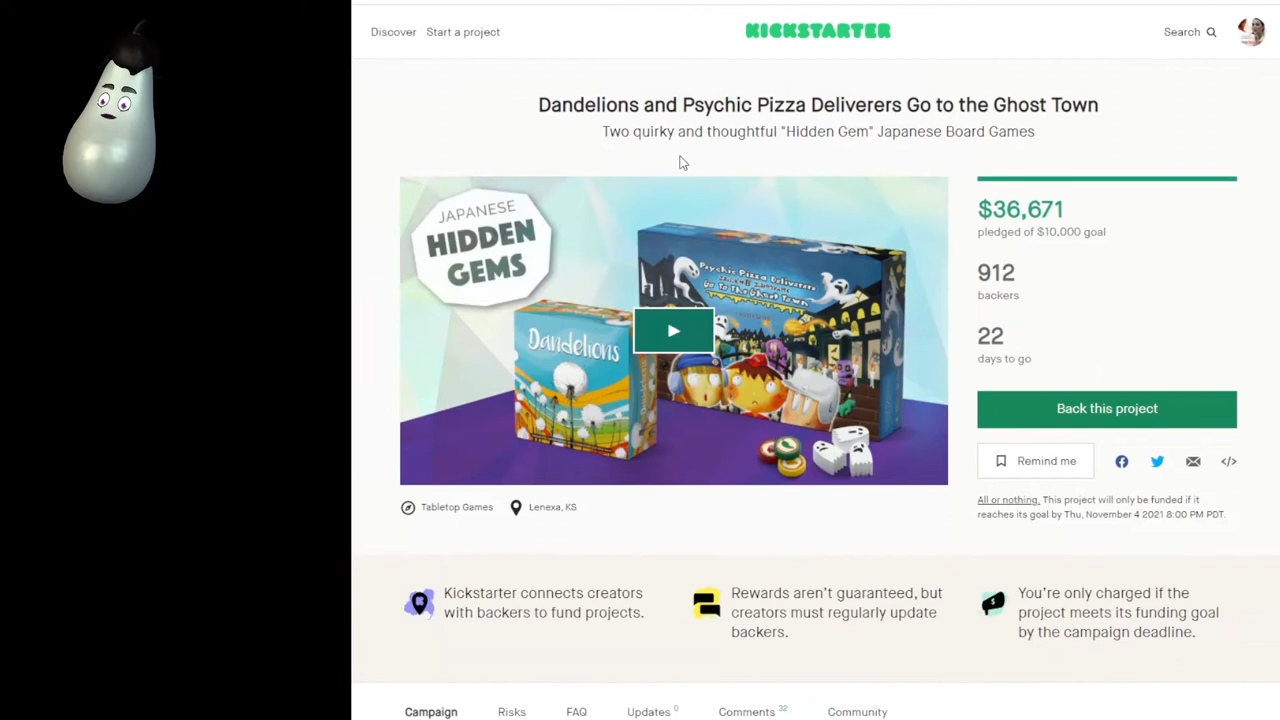 Discover Start a project
KICKSTARTER
Search
Dandelions and Psychic Pizza Deliverers Go to the Ghost Town
Two quirky and thoughtful "Hidden Gem" Japanese Board Games
JAPANESE
HIDDEN
GEMS
Dandelions
Psychic Pizza Deliverers
Go To The Ghost Town
$36,671
pledged of $10,000 goal
912
backers
22
days to go
Back this project
Remind me
All or nothing. This project will only be funded if it
reaches its goal by Thu, November 4 2021 8:00 PM PDT.
Tabletop Games Lenexa, KS
Kickstarter connects creators
with backers to fund projects.
Rewards aren't guaranteed, but
creators must regularly update
backers.
You're only charged if the
project meets its funding goal
by the campaign deadline.
Campaign Risks FAQ Updates 0 Comments 32 Community